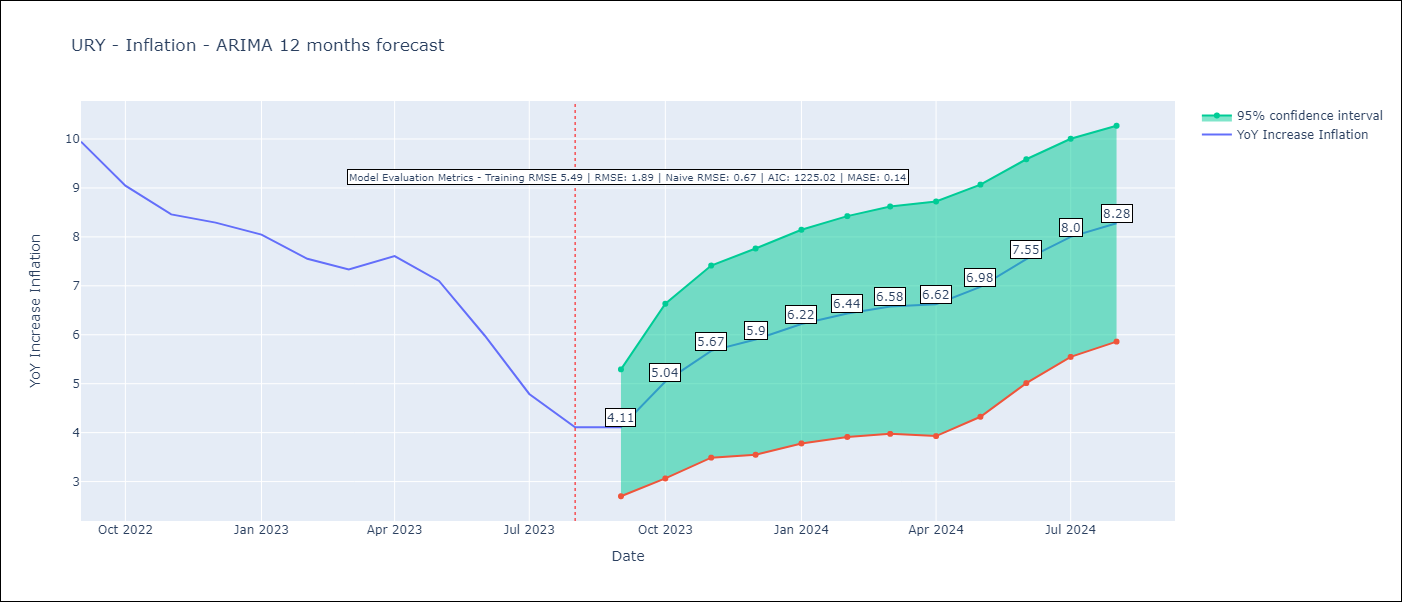 URY - Inflation - ARIMA 12 months forecast
95% confidence interval
YoY Increase Inflation
Model Evaluation Metrics - Training RMSE 5.49 | RMSE: 1.89 | Naive RMSE: 0.67 | AIC: 1225.02 | MASE: 0.14
YoY Increase Inflation
10
9
8
7
6
5
4
3
4.11
5.04
5.67
5.9
6.22
6.44
6.58
6.62
6.98
7.55
8.0
8.28
Oct 2022
Jan 2023
Apr 2023
Jul 2023
Oct 2023
Jan 2024
Apr 2024
Jul 2024
Date